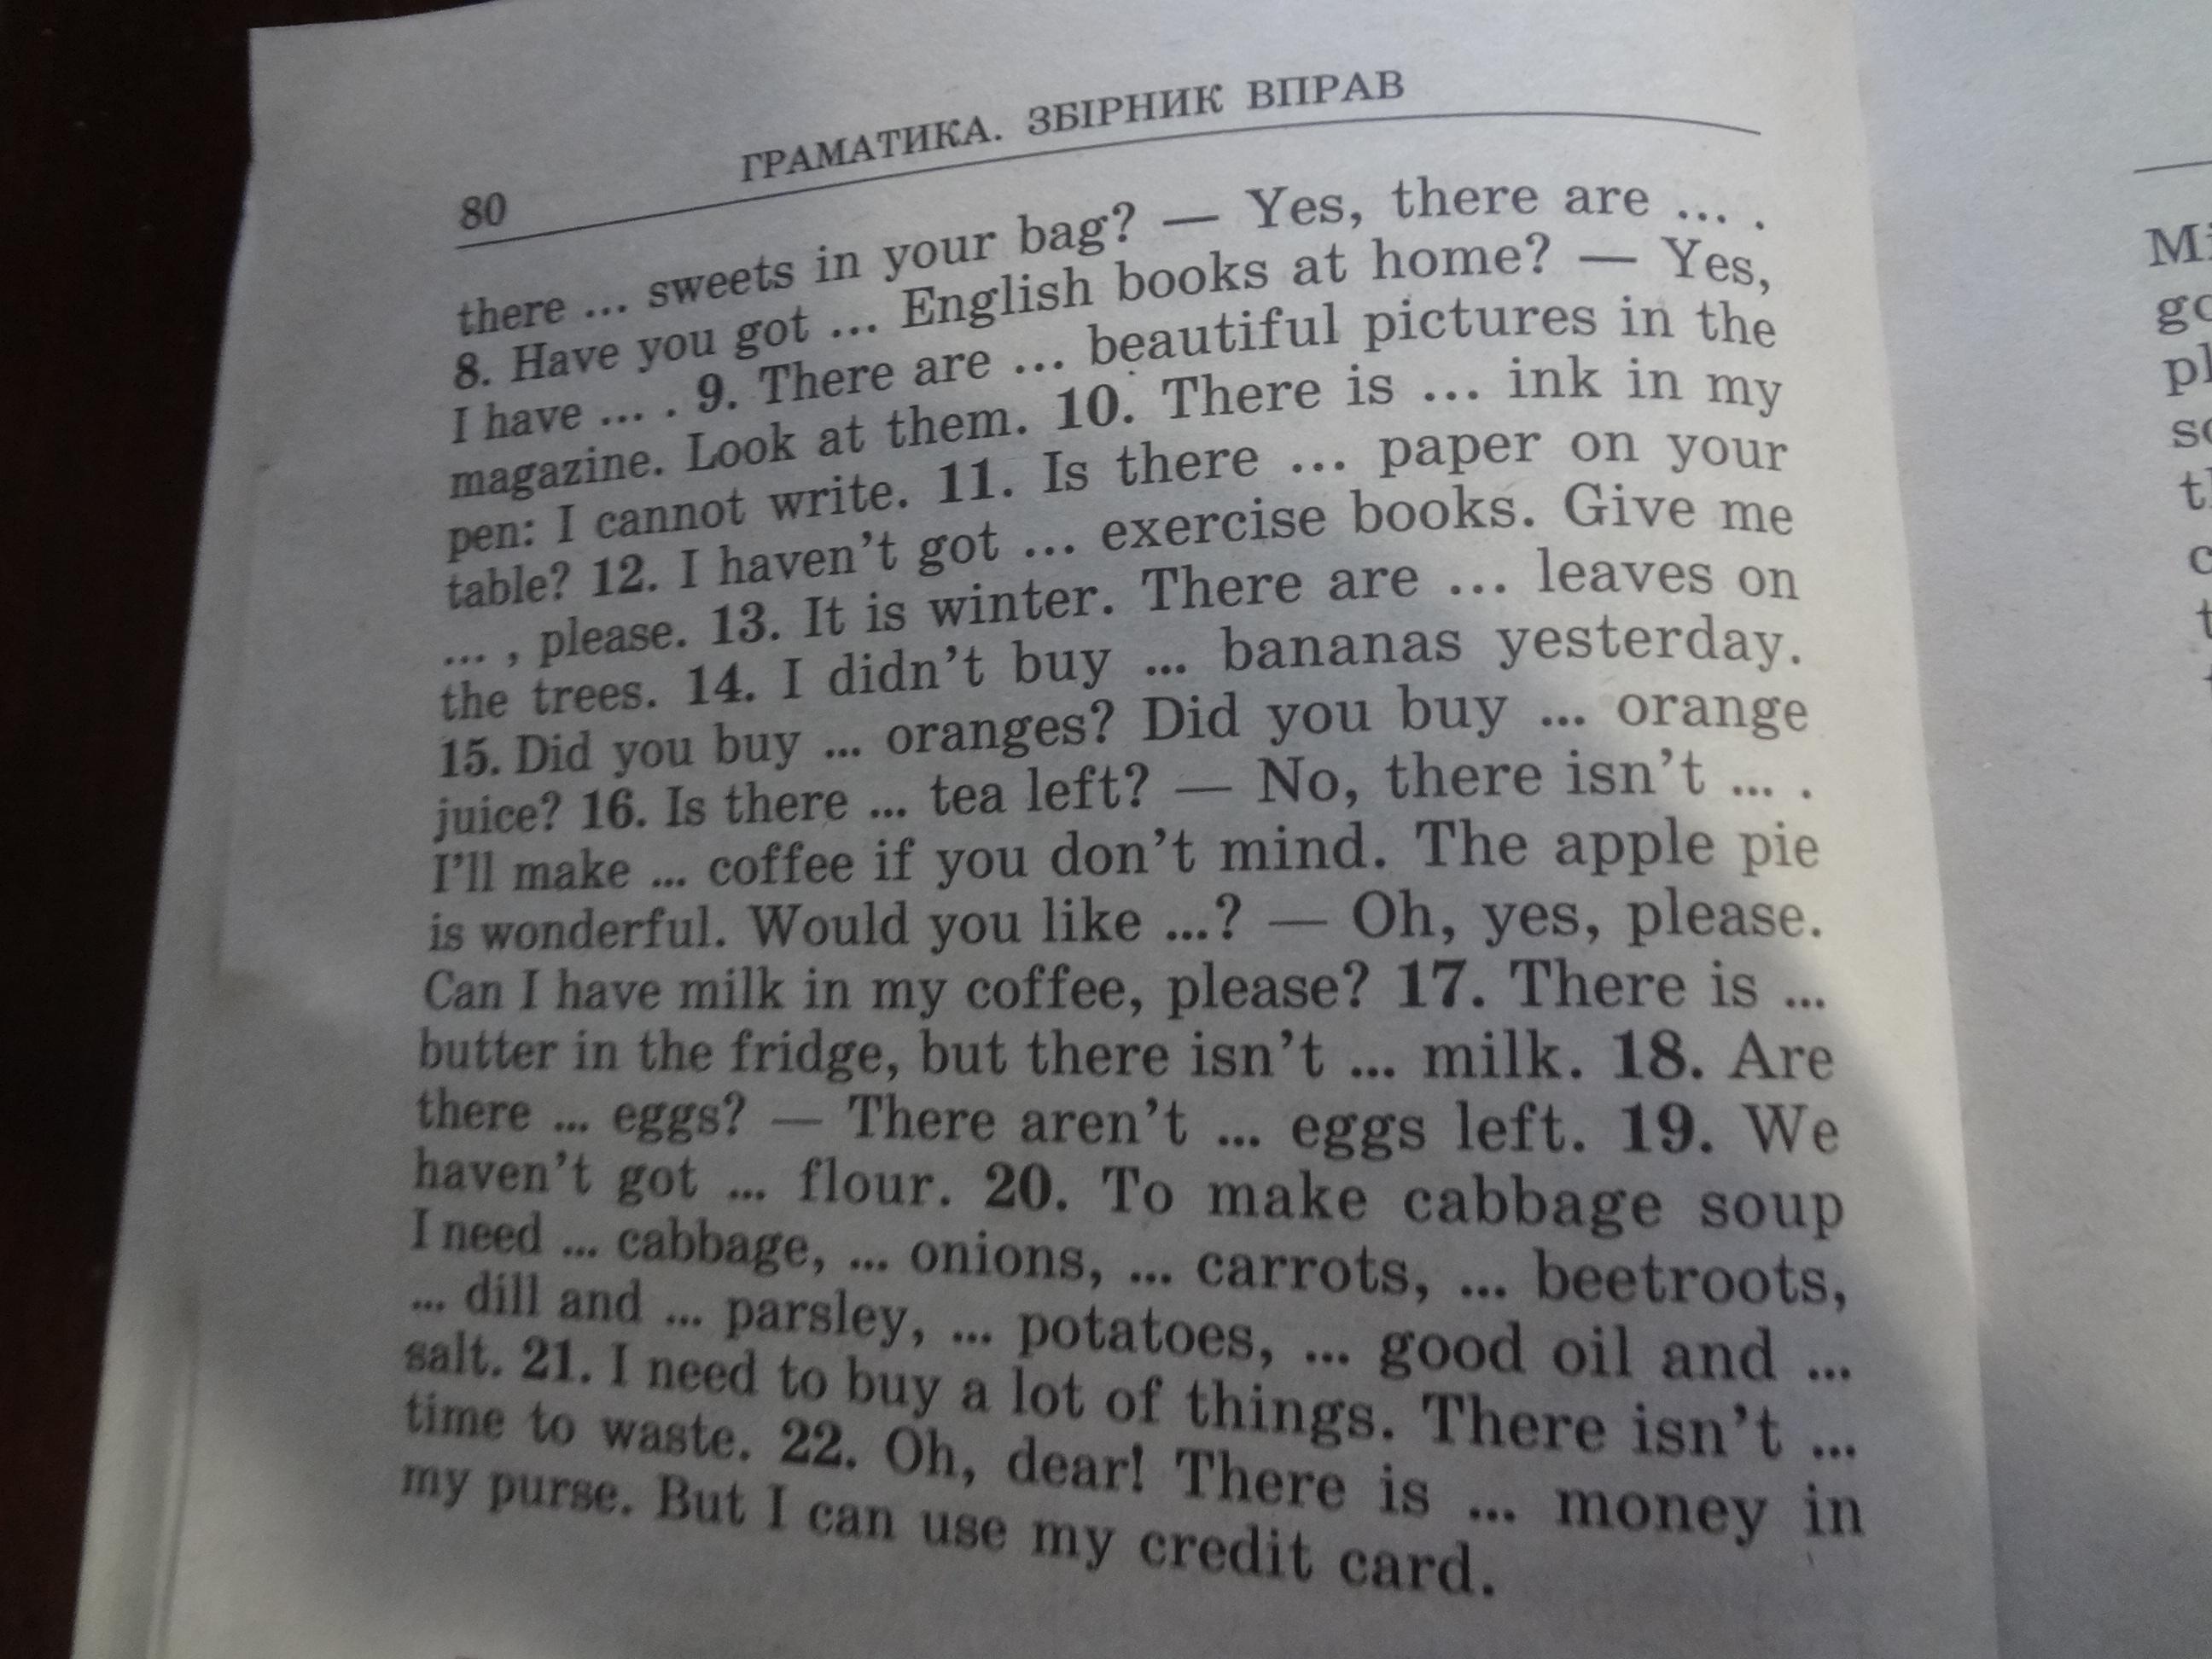 80
ГРАМАТИКА. ЗБІРНИК ВПРАВ
there ... sweets in your bag? — Yes, there are ... .
8. Have you got ... English books at home? — Yes,
I have ... . 9. There are ... beautiful pictures in the
magazine. Look at them. 10. There is ... ink in my
pen: I cannot write. 11. Is there ... paper on your
table? 12. I haven't got ... exercise books. Give me
... , please. 13. It is winter. There are ... leaves on
the trees. 14. I didn't buy ... bananas yesterday.
15. Did you buy ... oranges? Did you buy ... orange
juice? 16. Is there ... tea left? — No, there isn't ... .
I'll make ... coffee if you don't mind. The apple pie
is wonderful. Would you like ...? — Oh, yes, please.
Can I have milk in my coffee, please? 17. There is ...
butter in the fridge, but there isn't ... milk. 18. Are
there ... eggs? — There aren't ... eggs left. 19. We
haven't got ... flour. 20. To make cabbage soup
I need ... cabbage, ... onions, ... carrots, ... beetroots,
... dill and ... parsley, ... potatoes, ... good oil and ...
salt. 21. I need to buy a lot of things. There isn't ...
time to waste. 22. Oh, dear! There is ... money in
my purse. But I can use my credit card.